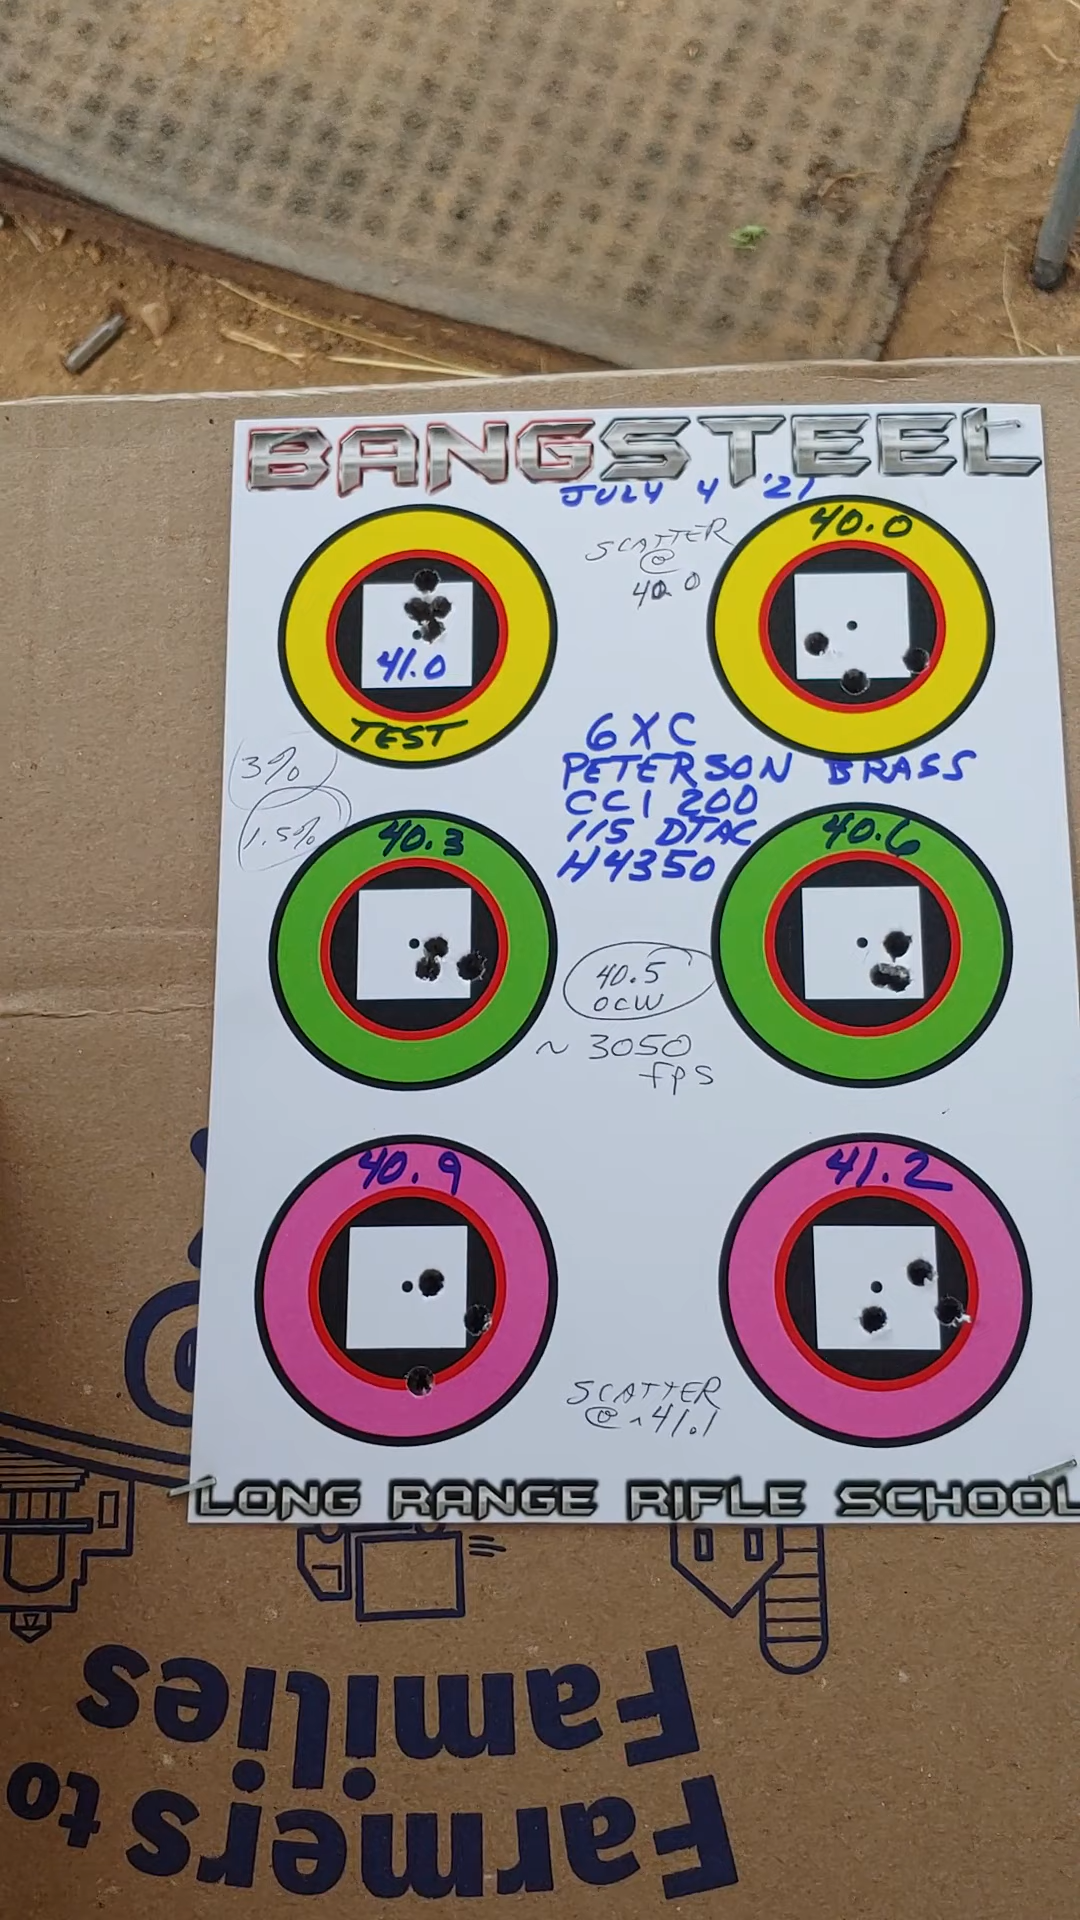 BANGSTEEL
JULY 4 '21
SCATTER
@
40.0
40.0
41.0
TEST
6XC
PETERSON BRASS
CCI 200
115 DTAC
H4350
3%
1.5%
40.3
40.6
40.5
OCW
~ 3050
fps
40.9
41.2
SCATTER
@ ~41.1
LONG RANGE RIFLE SCHOOL
Farmers to
Families